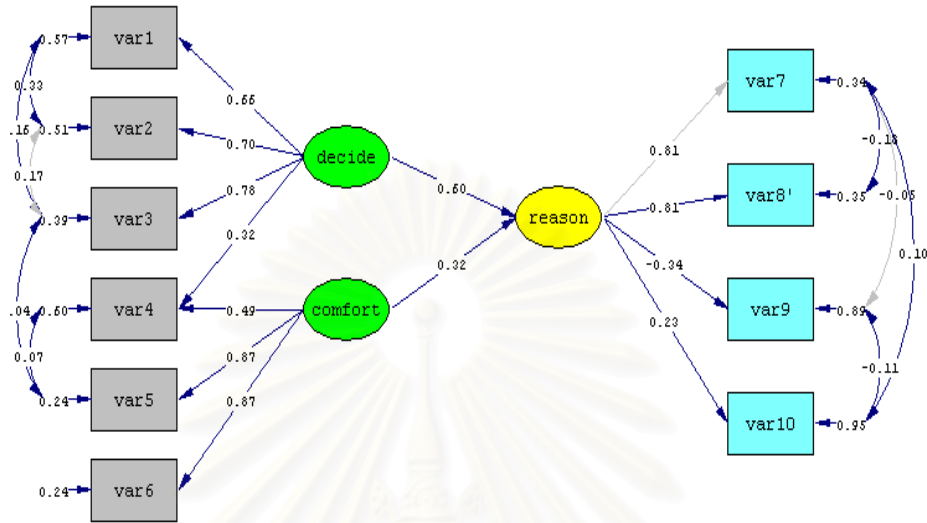 0.57
var1
0.33
0.66
var7
0.34
.16
0.51
var2
0.70
decide
0.81
-0.18
0.17
0.78
0.60
0.39
var3
reason
0.81
var8'
0.35
-0.05
0.32
0.32
-0.34
0.10
.04
0.60
var4
0.49
comfort
var9
0.89
0.07
0.87
0.23
-0.11
0.24
var5
0.87
var10
0.95
0.24
var6